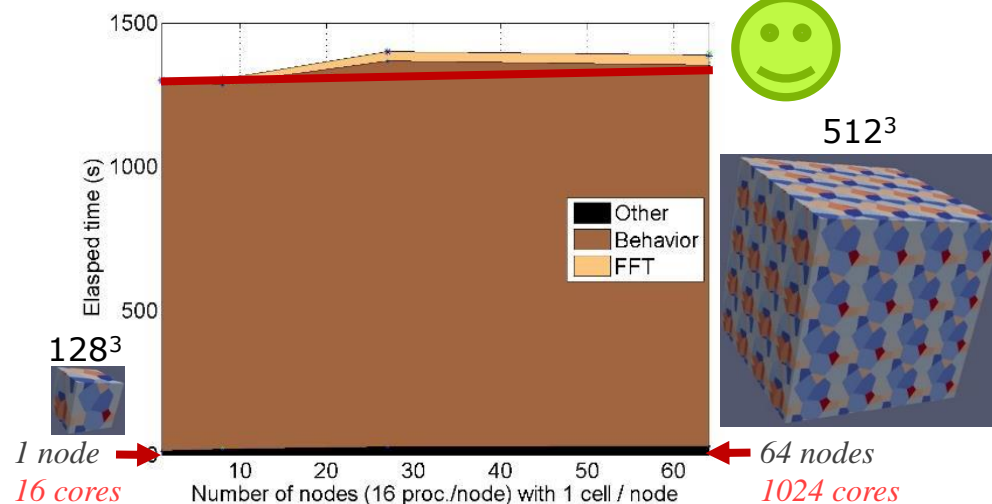 1500
1000
500
0
Elasped time (s)
Other
Behavior
FFT
512³
128³
1 node
16 cores
10 20 30 40 50 60
Number of nodes (16 proc./node) with 1 cell / node
64 nodes
1024 cores